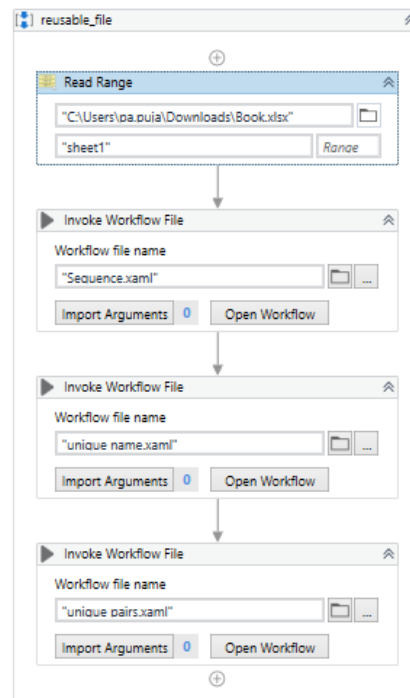 reusable_file
Read Range
"C:\Users\pa.puja\Downloads\Book.xlsx"
"sheet1" Range
Invoke Workflow File
Workflow file name
"Sequence.xaml" ...
Import Arguments 0 Open Workflow
Invoke Workflow File
Workflow file name
"unique name.xaml" ...
Import Arguments 0 Open Workflow
Invoke Workflow File
Workflow file name
"unique pairs.xaml" ...
Import Arguments 0 Open Workflow